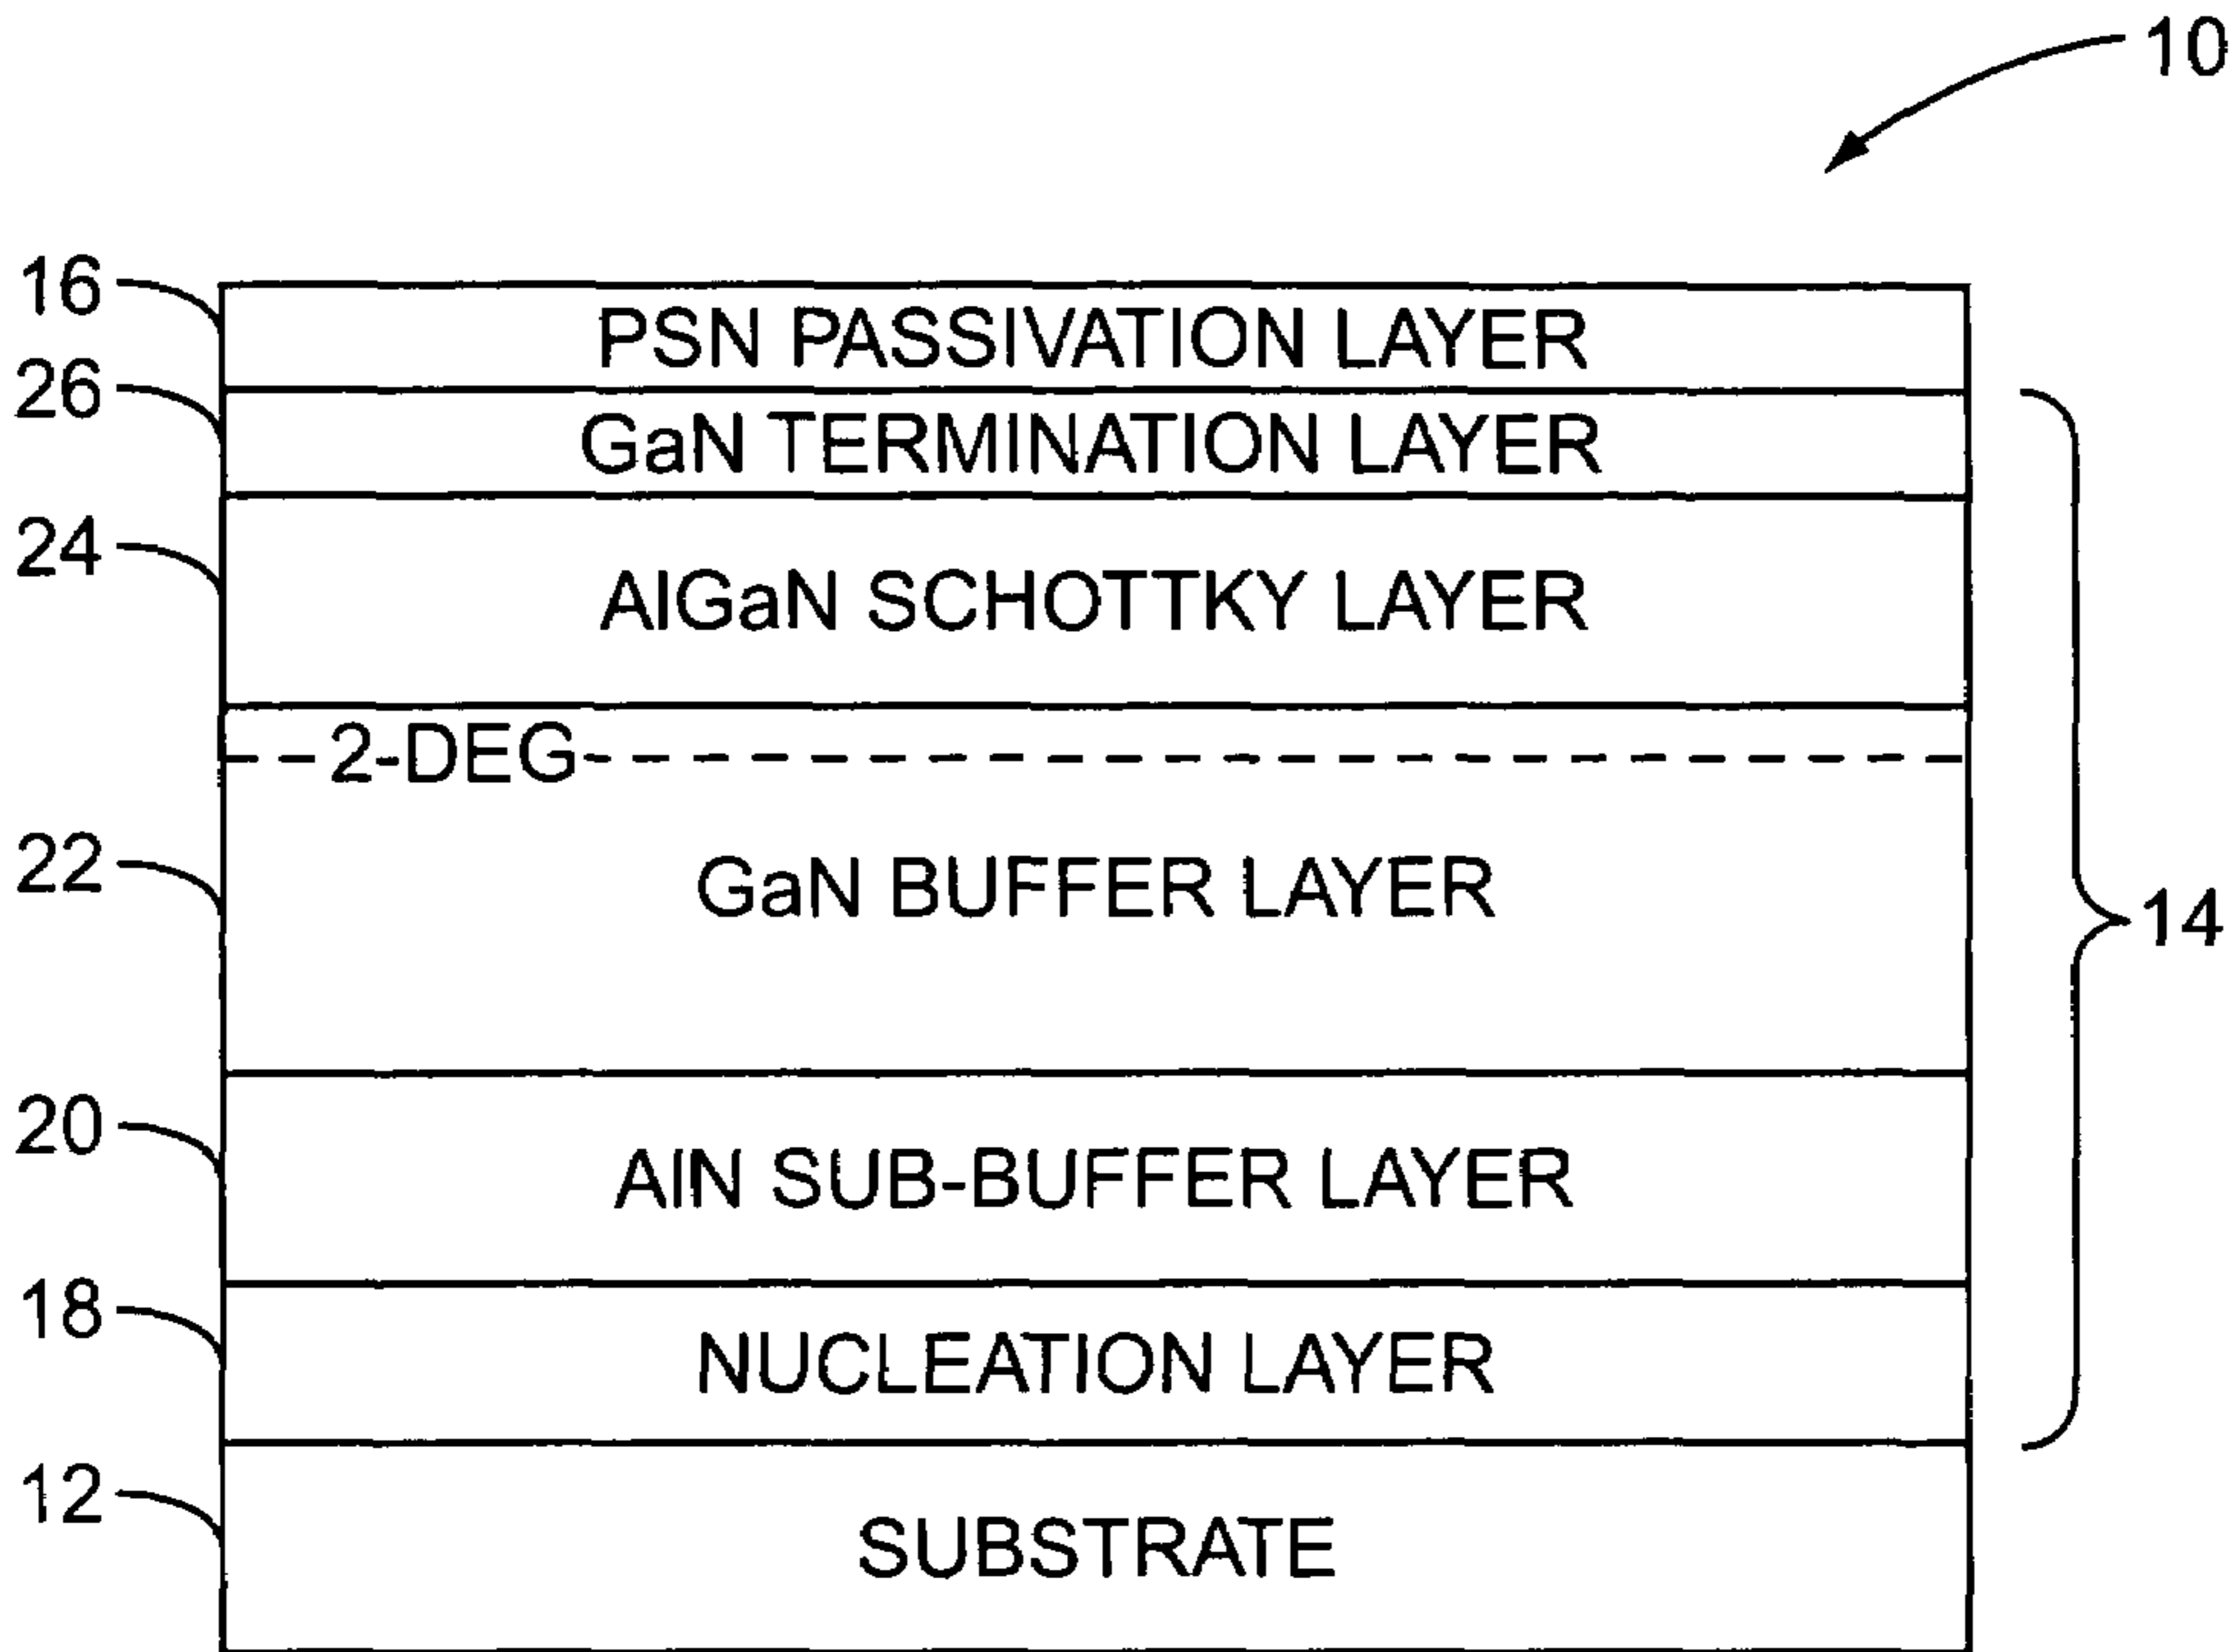 10
16
PSN PASSIVATION LAYER
26
GaN TERMINATION LAYER
24
AlGaN SCHOTTKY LAYER
2-DEG
22
GaN BUFFER LAYER
14
20
AlN SUB-BUFFER LAYER
18
NUCLEATION LAYER
12
SUBSTRATE